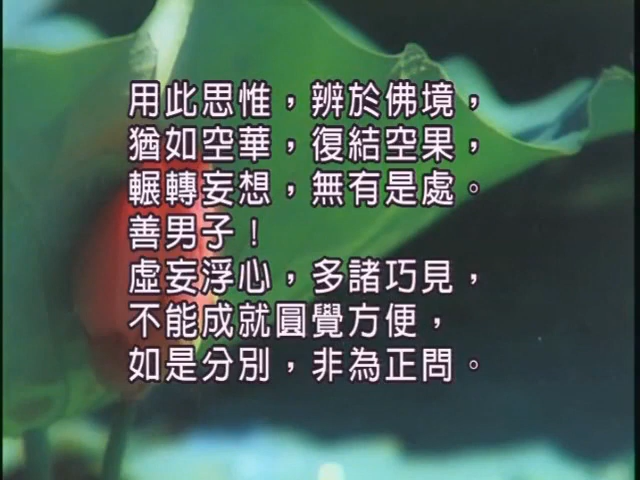 用此思惟，辨於佛境，
猶如空華，復結空果，
輾轉妄想，無有是處。
善男子！
虛妄浮心，多諸巧見，
不能成就圓覺方便，
如是分別，非為正問。